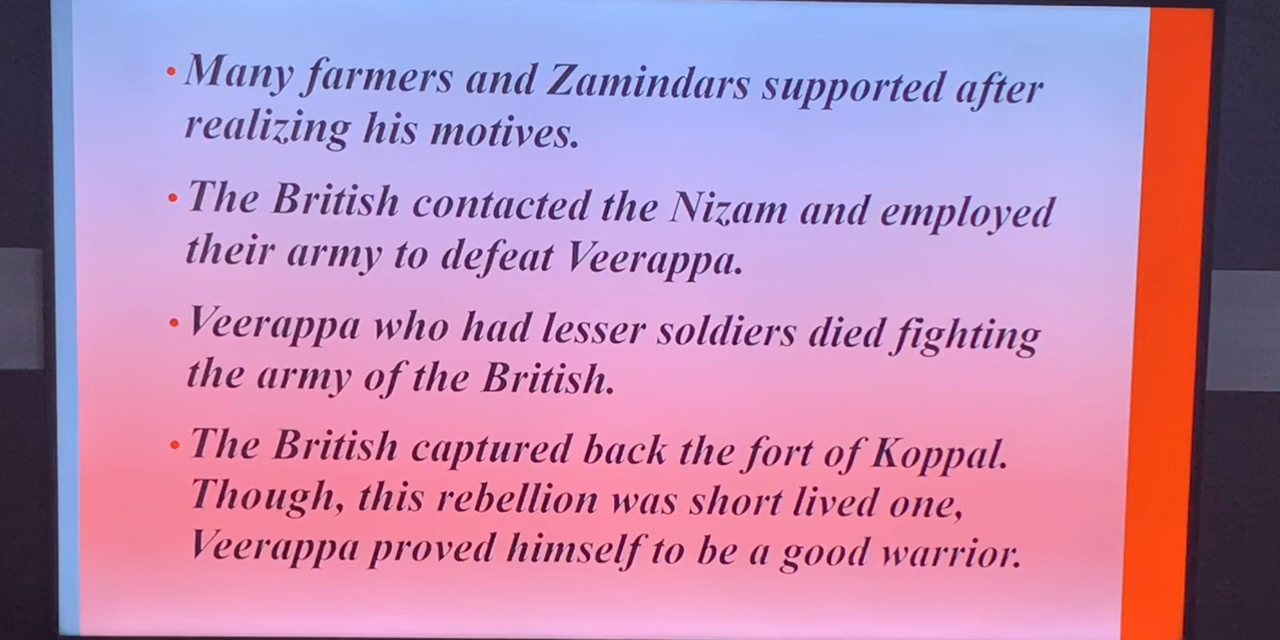 • Many farmers and Zamindars supported after
realizing his motives.
• The British contacted the Nizam and employed
their army to defeat Veerappa.
• Veerappa who had lesser soldiers died fighting
the army of the British.
• The British captured back the fort of Koppal.
Though, this rebellion was short lived one,
Veerappa proved himself to be a good warrior.